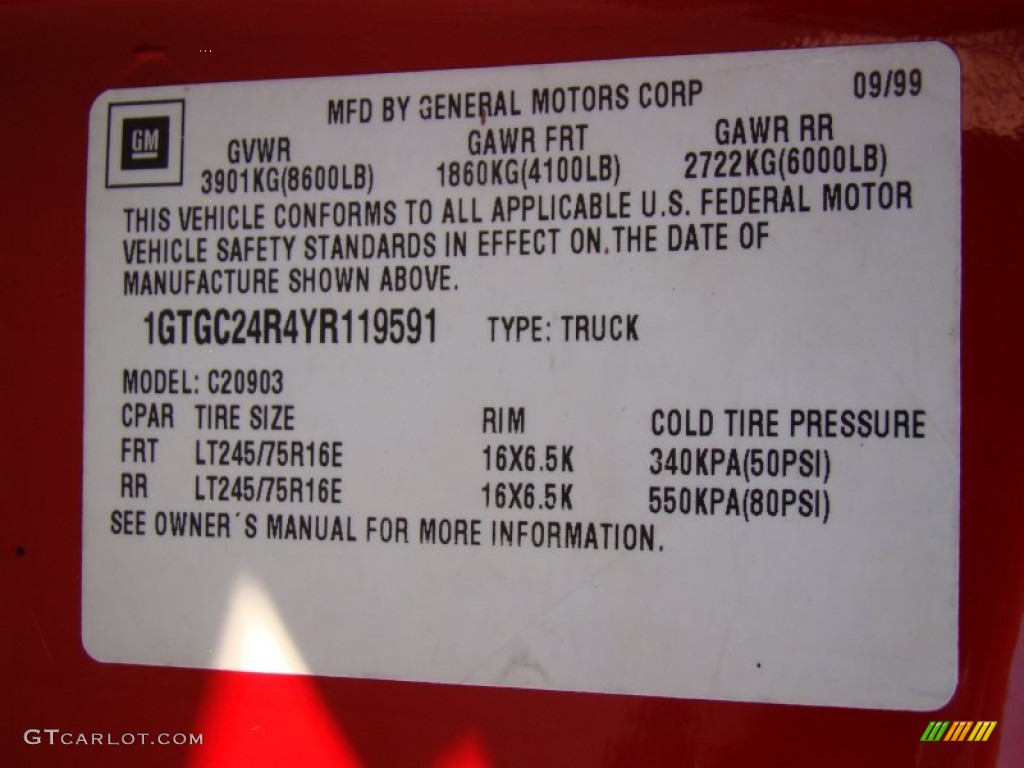 MFD BY GENERAL MOTORS CORP 09/99
GM
GVWR GAWR FRT GAWR RR
3901KG(8600LB) 1860KG(4100LB) 2722KG(6000LB)
THIS VEHICLE CONFORMS TO ALL APPLICABLE U.S. FEDERAL MOTOR
VEHICLE SAFETY STANDARDS IN EFFECT ON THE DATE OF
MANUFACTURE SHOWN ABOVE.
1GTGC24R4YR119591 TYPE: TRUCK
MODEL: C20903
CPAR TIRE SIZE RIM COLD TIRE PRESSURE
FRT LT245/75R16E 16X6.5K 340KPA(50PSI)
RR LT245/75R16E 16X6.5K 550KPA(80PSI)
SEE OWNER´S MANUAL FOR MORE INFORMATION.
GTCARLOT.COM